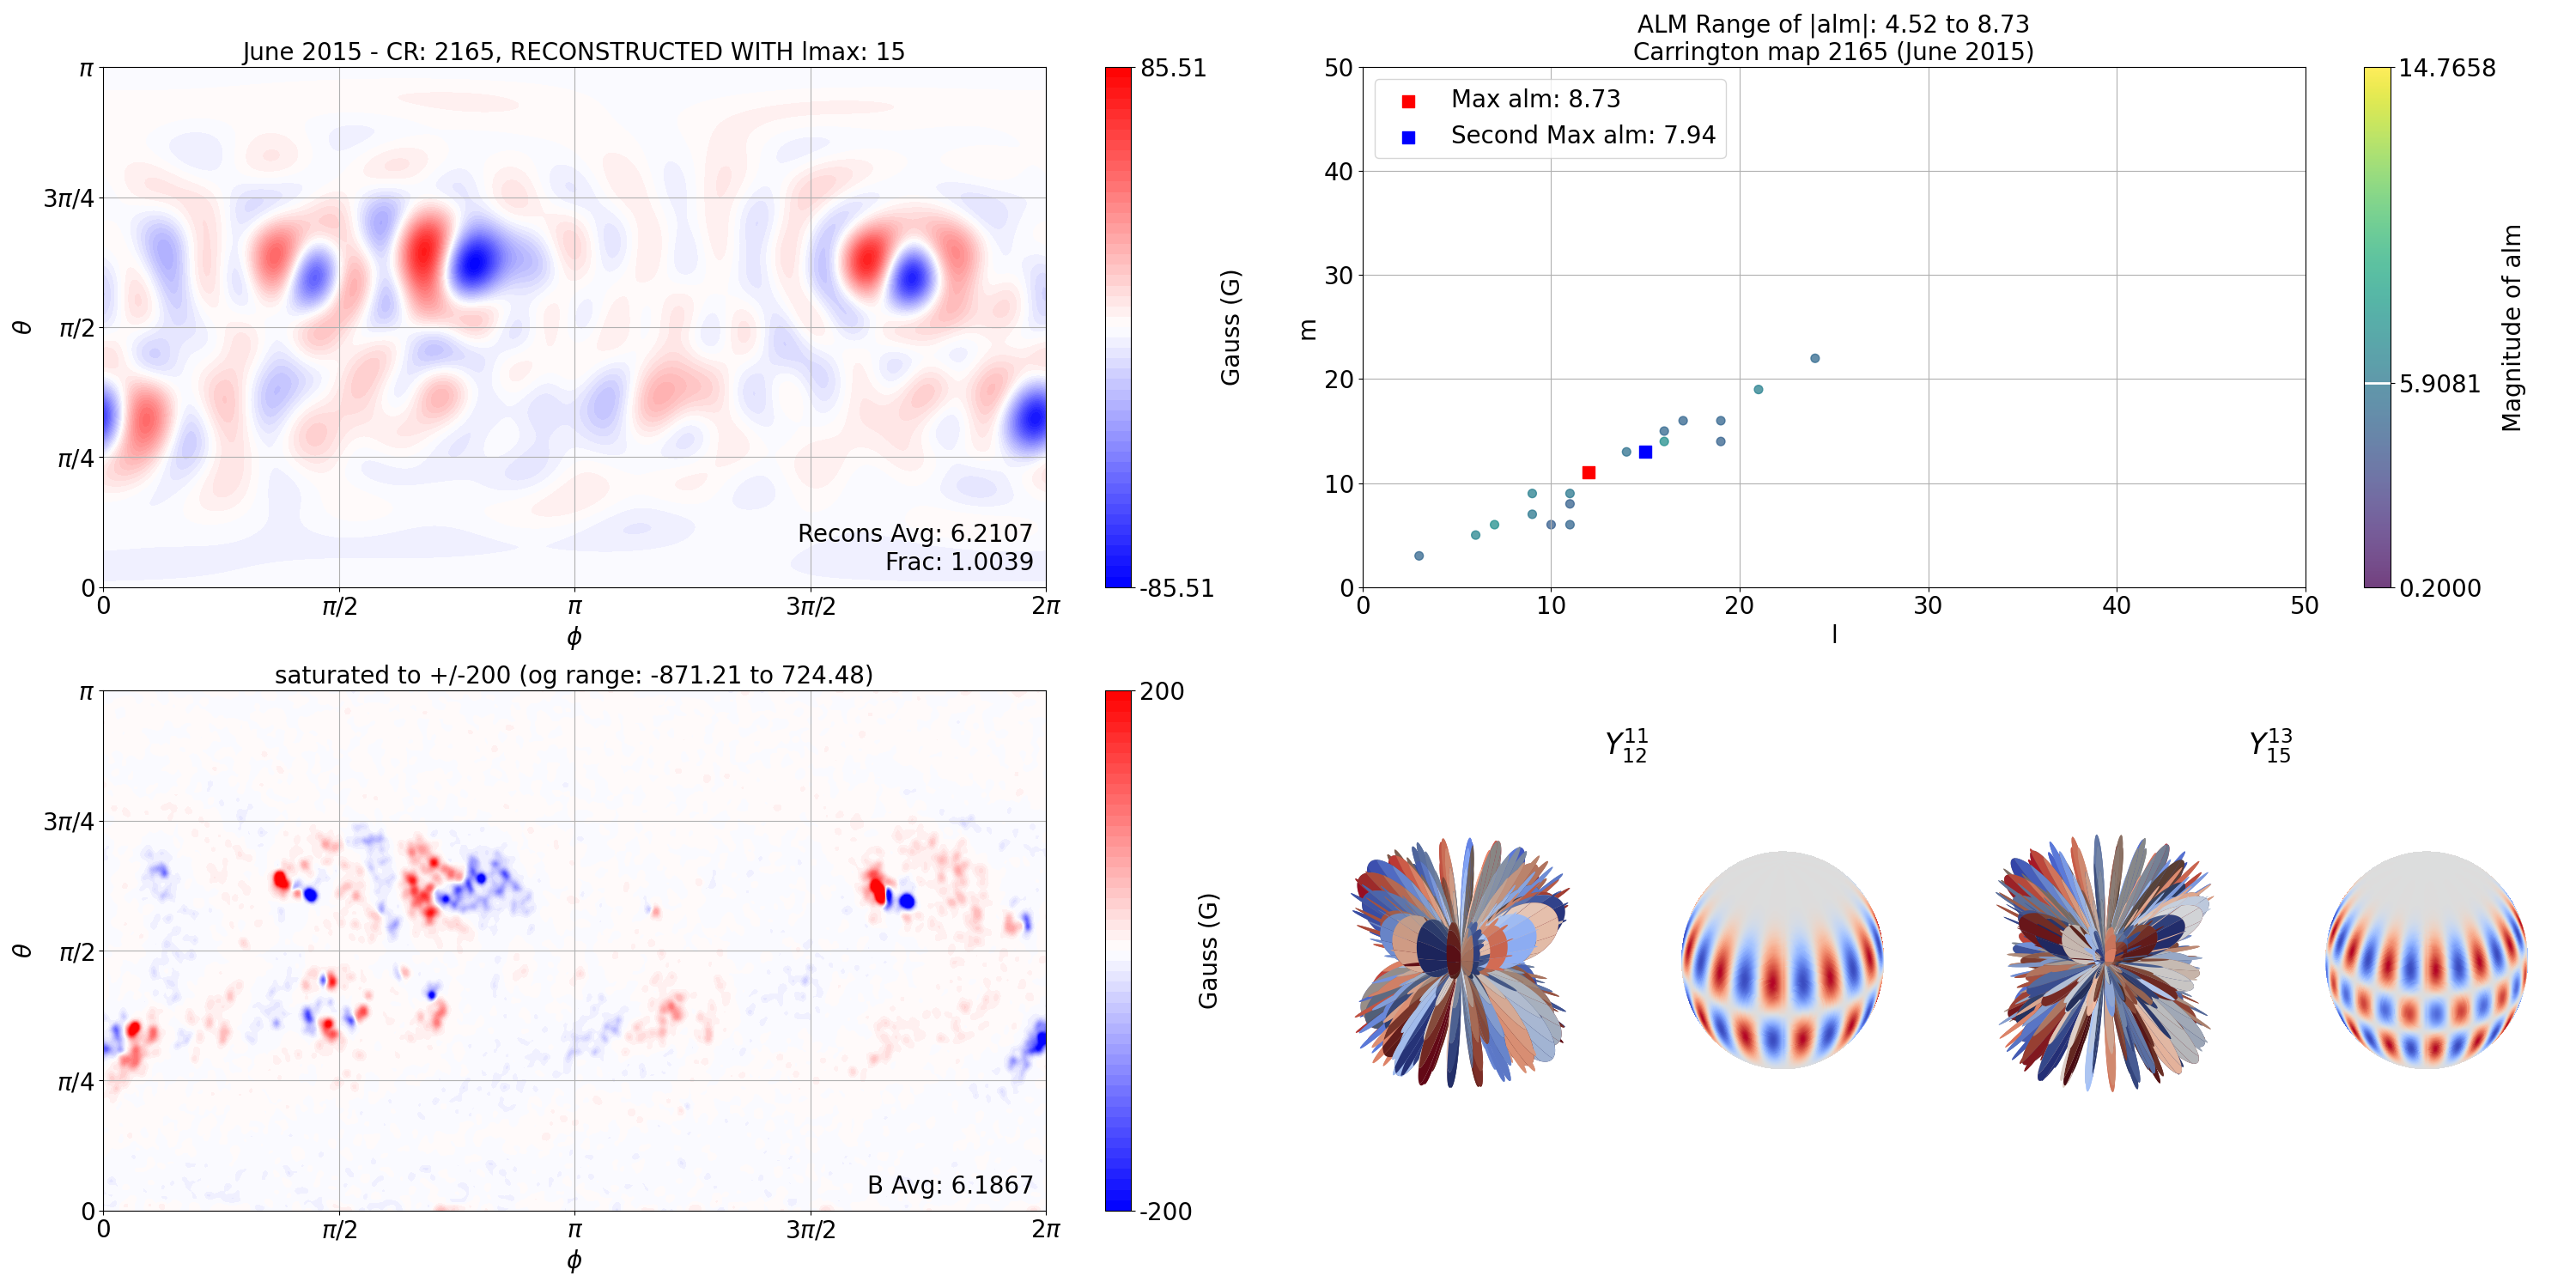 June 2015 - CR: 2165, RECONSTRUCTED WITH lmax: 15
π
3π/4
θ
π/2
π/4
0
0
π/2
π
3π/2
2π
ϕ
Recons Avg: 6.2107
Frac: 1.0039
85.51
Gauss (G)
-85.51
ALM Range of |alm|: 4.52 to 8.73
Carrington map 2165 (June 2015)
Max alm: 8.73
Second Max alm: 7.94
50
40
30
m
20
10
0
0
10
20
30
40
50
l
14.7658
5.9081
Magnitude of alm
0.2000
saturated to +/-200 (og range: -871.21 to 724.48)
π
3π/4
θ
π/2
π/4
0
0
π/2
π
3π/2
2π
ϕ
B Avg: 6.1867
200
Gauss (G)
-200
Y₁₂¹¹
Y₁₅¹³